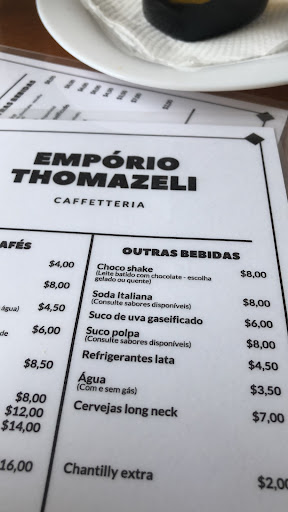 EMPÓRIO
THOMAZELI
CAFFETTERIA
AFÉS
$4,00
$8,00
água) $4,50
de $6,00
$8,50
$8,00
$12,00
$14,00
16,00
OUTRAS BEBIDAS
Choco shake $8,00
(Leite batido com chocolate - escolha
gelado ou quente)
Soda Italiana $8,00
(Consulte sabores disponíveis)
Suco de uva gaseificado $6,00
Suco polpa $8,00
(Consulte sabores disponíveis)
Refrigerantes lata $4,50
Água $3,50
(Com e sem gás)
Cervejas long neck $7,00
Chantilly extra $2,00